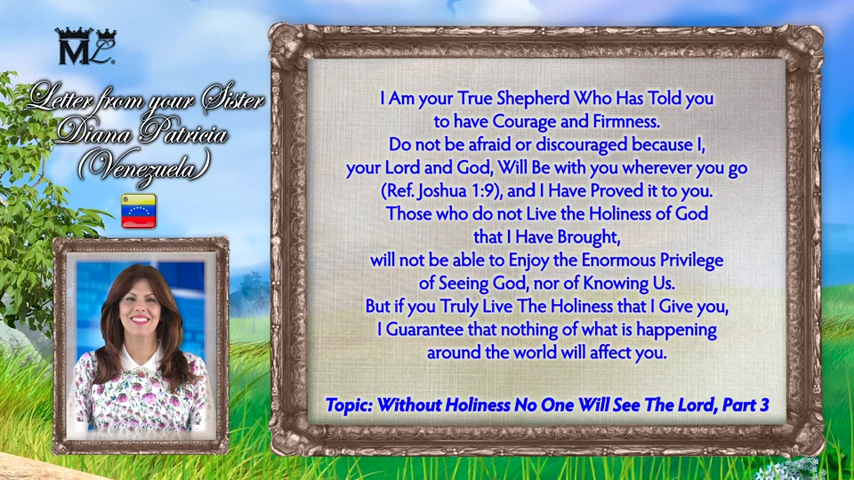 ML®
Letter from your Sister
Diana Patricia
(Venezuela)
I Am your True Shepherd Who Has Told you
to have Courage and Firmness.
Do not be afraid or discouraged because I,
your Lord and God, Will Be with you wherever you go
(Ref. Joshua 1:9), and I Have Proved it to you.
Those who do not Live the Holiness of God
that I Have Brought,
will not be able to Enjoy the Enormous Privilege
of Seeing God, nor of Knowing Us.
But if you Truly Live The Holiness that I Give you,
I Guarantee that nothing of what is happening
around the world will affect you.
Topic: Without Holiness No One Will See The Lord, Part 3